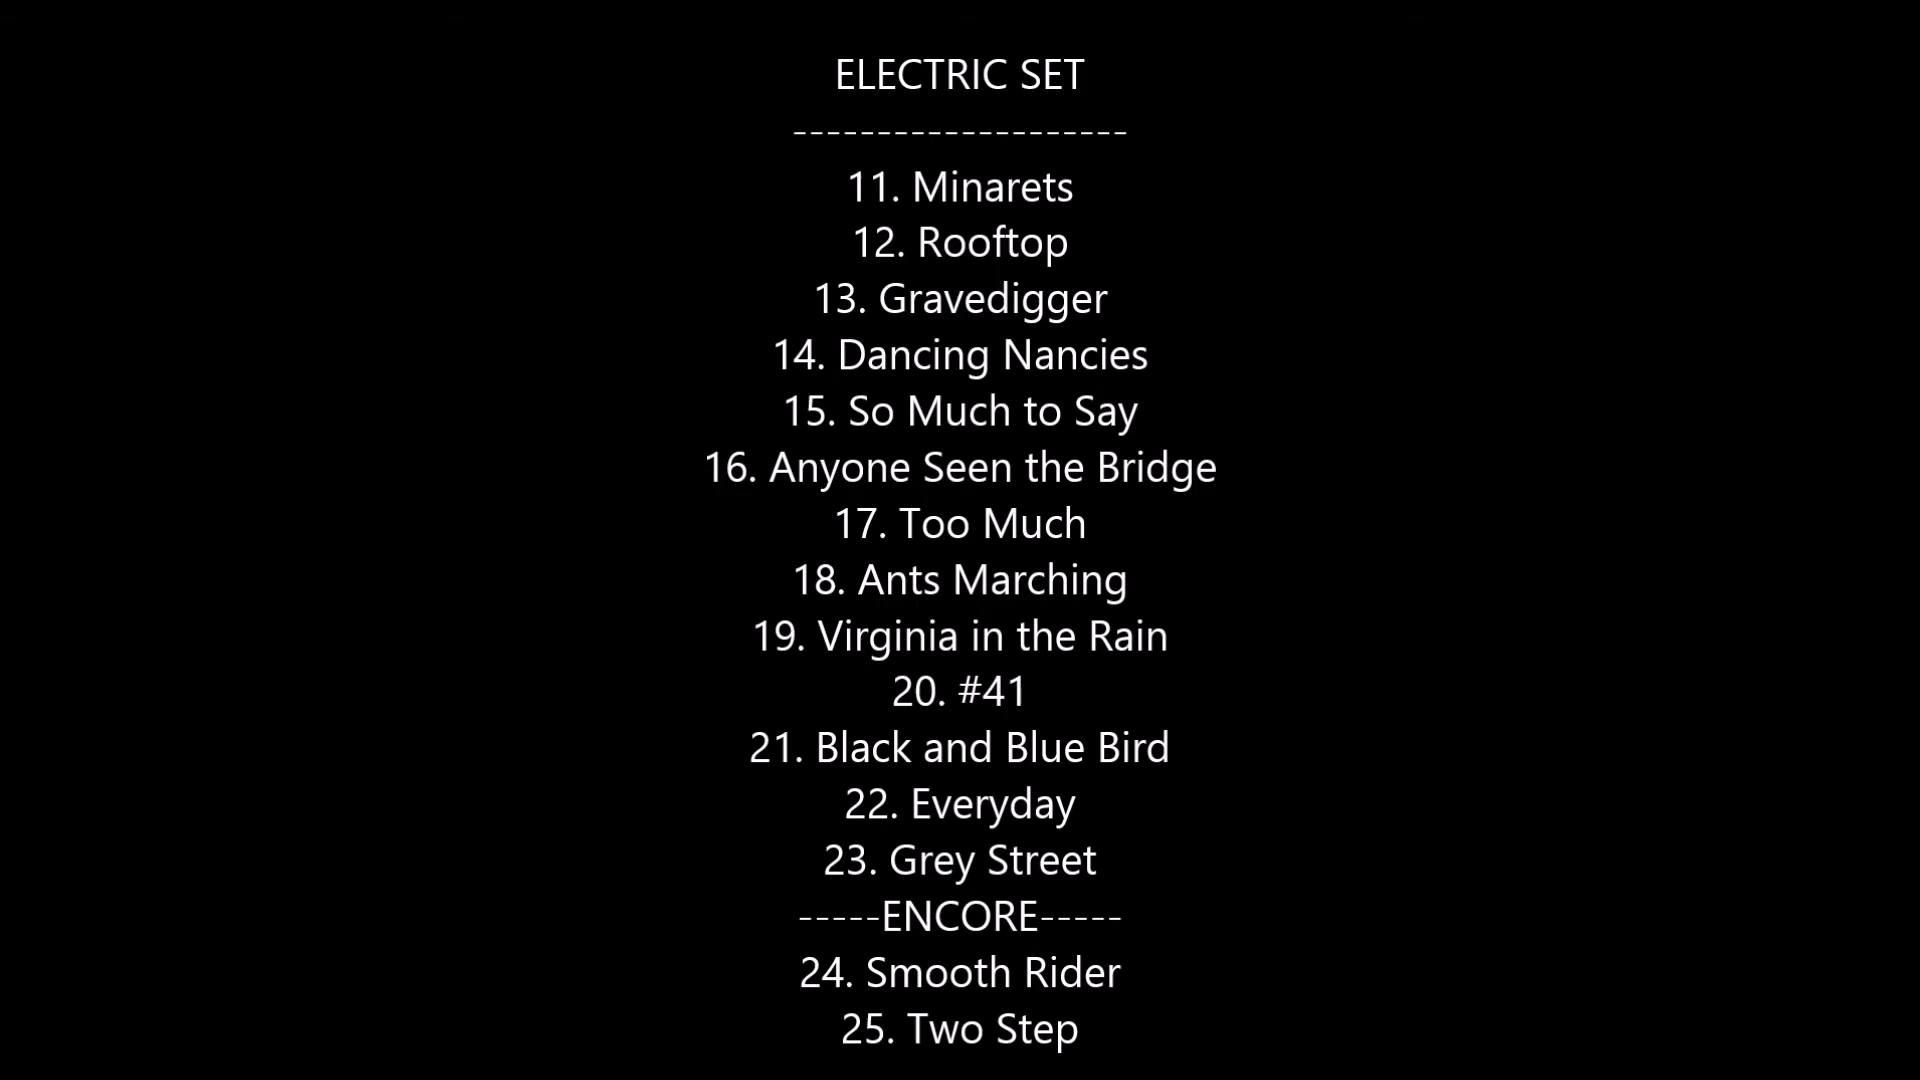 ELECTRIC SET
--------------------
11. Minarets
12. Rooftop
13. Gravedigger
14. Dancing Nancies
15. So Much to Say
16. Anyone Seen the Bridge
17. Too Much
18. Ants Marching
19. Virginia in the Rain
20. #41
21. Black and Blue Bird
22. Everyday
23. Grey Street
-----ENCORE-----
24. Smooth Rider
25. Two Step